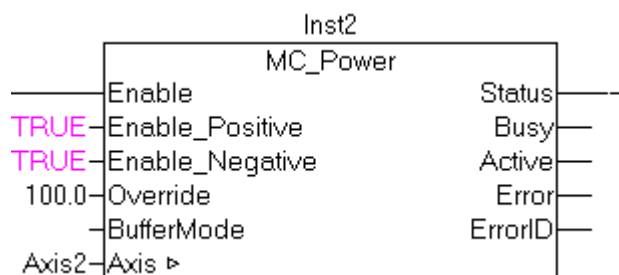 Inst2
MC_Power
Enable Status
TRUE Enable_Positive Busy
TRUE Enable_Negative Active
100.0 Override Error
BufferMode ErrorID
Axis2 Axis